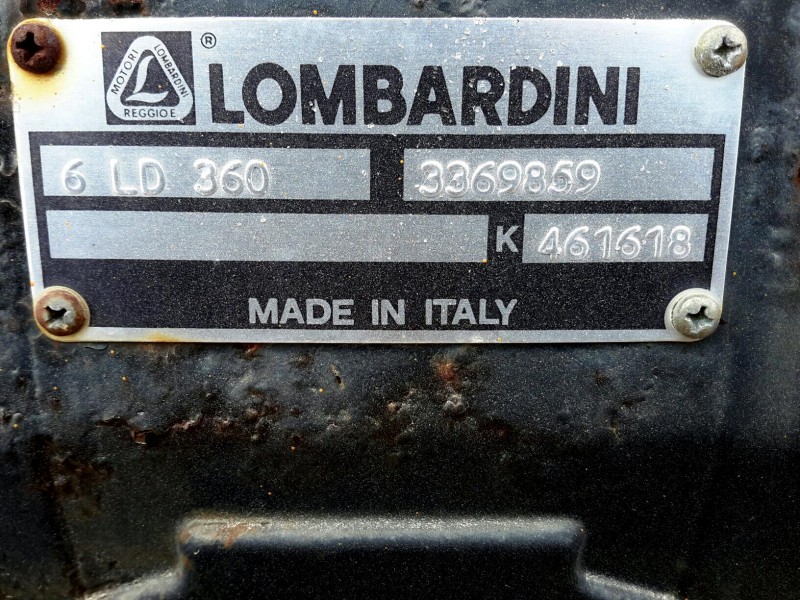 MOTORI LOMBARDINI
REGGIO E.
® LOMBARDINI
6 LD 360 3369859
K 461618
MADE IN ITALY